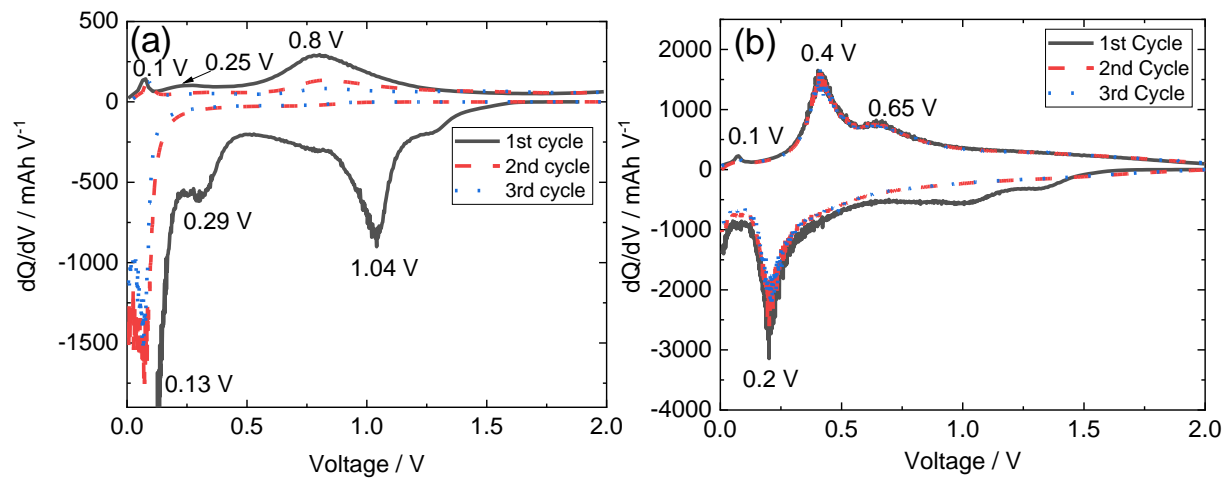 (a)
500
0
-500
-1000
-1500
dQ/dV / mAh V⁻¹
0.1 V
0.25 V
0.8 V
1st cycle
2nd cycle
3rd cycle
0.29 V
1.04 V
0.13 V
0.0 0.5 1.0 1.5 2.0
Voltage / V
(b)
2000
1000
0
-1000
-2000
-3000
-4000
dQ/dV / mAh V⁻¹
0.4 V
1st Cycle
2nd Cycle
3rd Cycle
0.65 V
0.1 V
0.2 V
0.0 0.5 1.0 1.5 2.0
Voltage / V